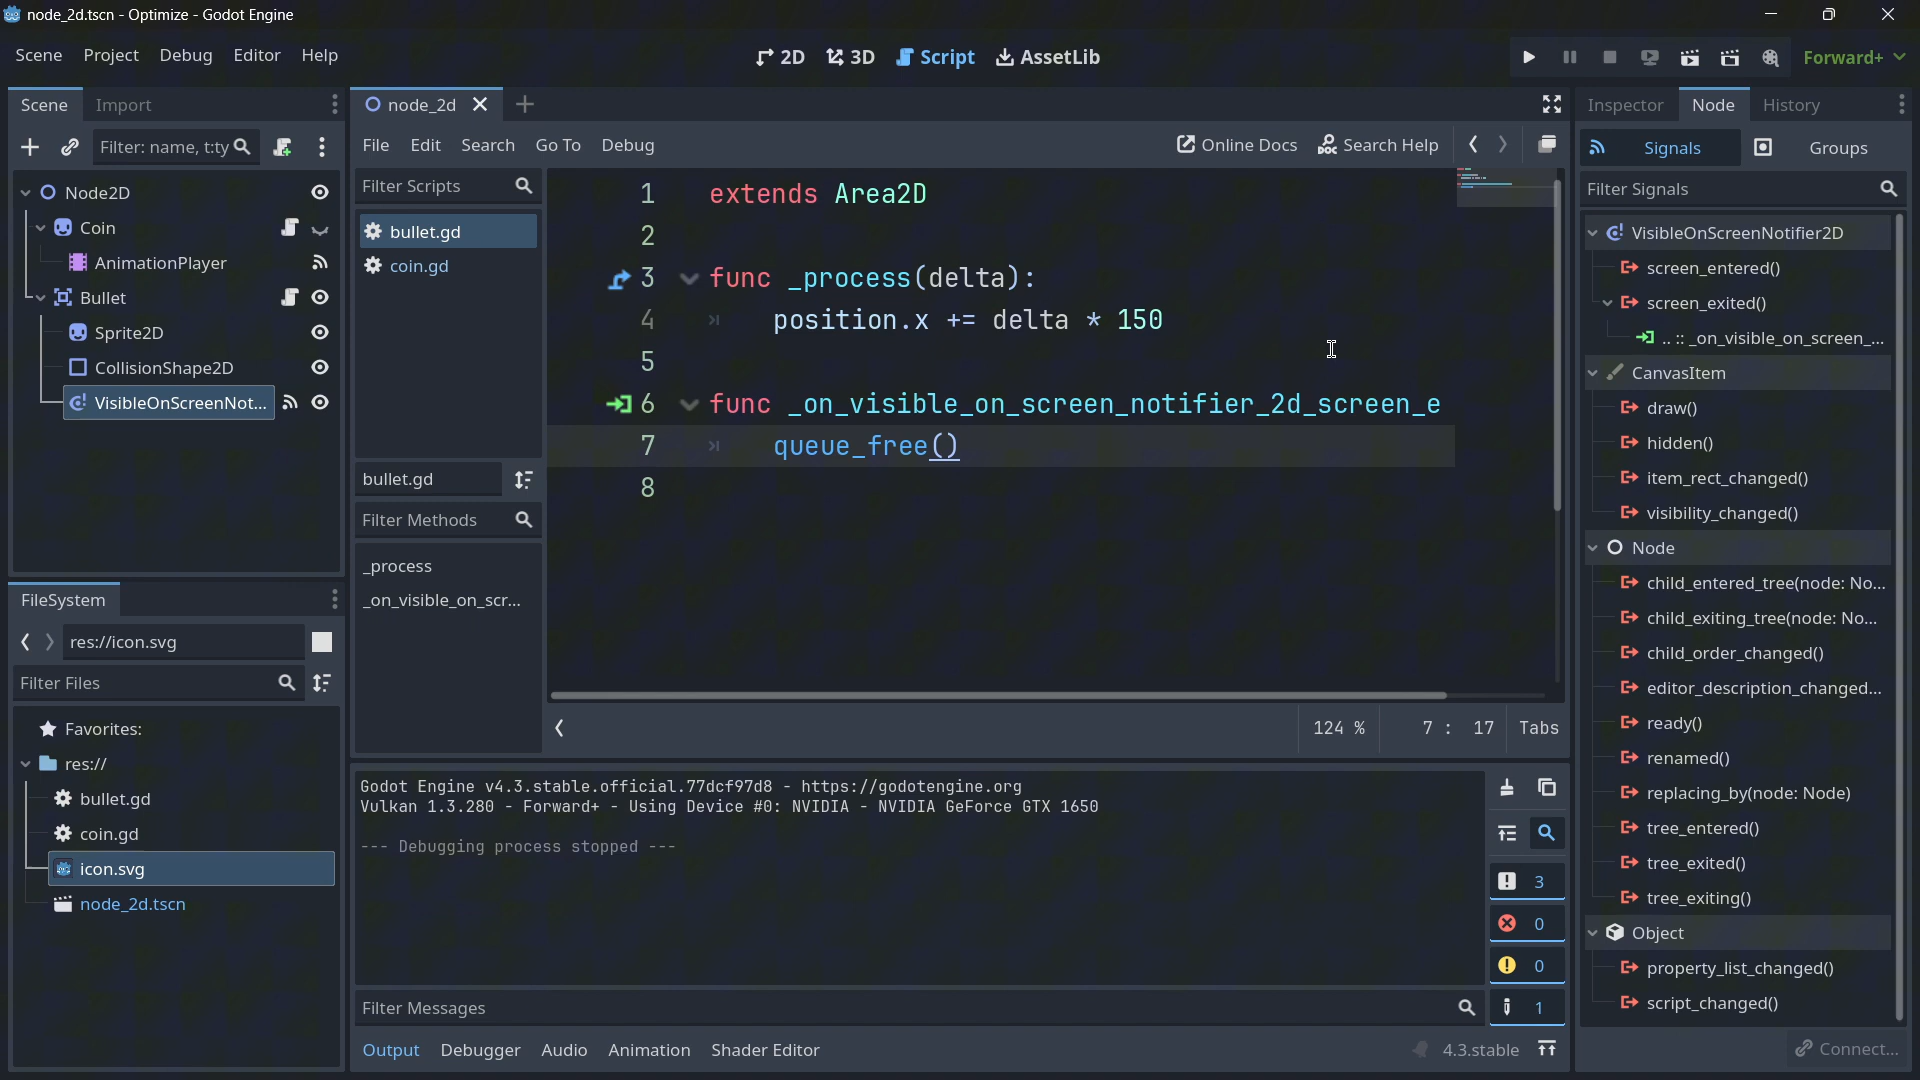 node_2d.tscn - Optimize - Godot Engine
Scene Project Debug Editor Help
2D 3D Script AssetLib
Forward+
Scene Import
Filter: name, t:ty
Node2D
Coin
AnimationPlayer
Bullet
Sprite2D
CollisionShape2D
VisibleOnScreenNot...
FileSystem
res://icon.svg
Filter Files
Favorites:
res://
bullet.gd
coin.gd
icon.svg
node_2d.tscn
node_2d
File Edit Search Go To Debug
Online Docs Search Help
Filter Scripts
bullet.gd
coin.gd
bullet.gd
Filter Methods
_process
_on_visible_on_scr...
1 extends Area2D
2
3 func _process(delta):
4 position.x += delta * 150
5
6 func _on_visible_on_screen_notifier_2d_screen_e
7 queue_free()
8
124 % 7 : 17 Tabs
Godot Engine v4.3.stable.official.77dcf97d8 - https://godotengine.org
Vulkan 1.3.280 - Forward+ - Using Device #0: NVIDIA - NVIDIA GeForce GTX 1650
--- Debugging process stopped ---
3
0
0
1
Filter Messages
Output Debugger Audio Animation Shader Editor
4.3.stable
Inspector Node History
Signals Groups
Filter Signals
VisibleOnScreenNotifier2D
screen_entered()
screen_exited()
.. :: _on_visible_on_screen_...
CanvasItem
draw()
hidden()
item_rect_changed()
visibility_changed()
Node
child_entered_tree(node: No...
child_exiting_tree(node: No...
child_order_changed()
editor_description_changed...
ready()
renamed()
replacing_by(node: Node)
tree_entered()
tree_exited()
tree_exiting()
Object
property_list_changed()
script_changed()
Connect...